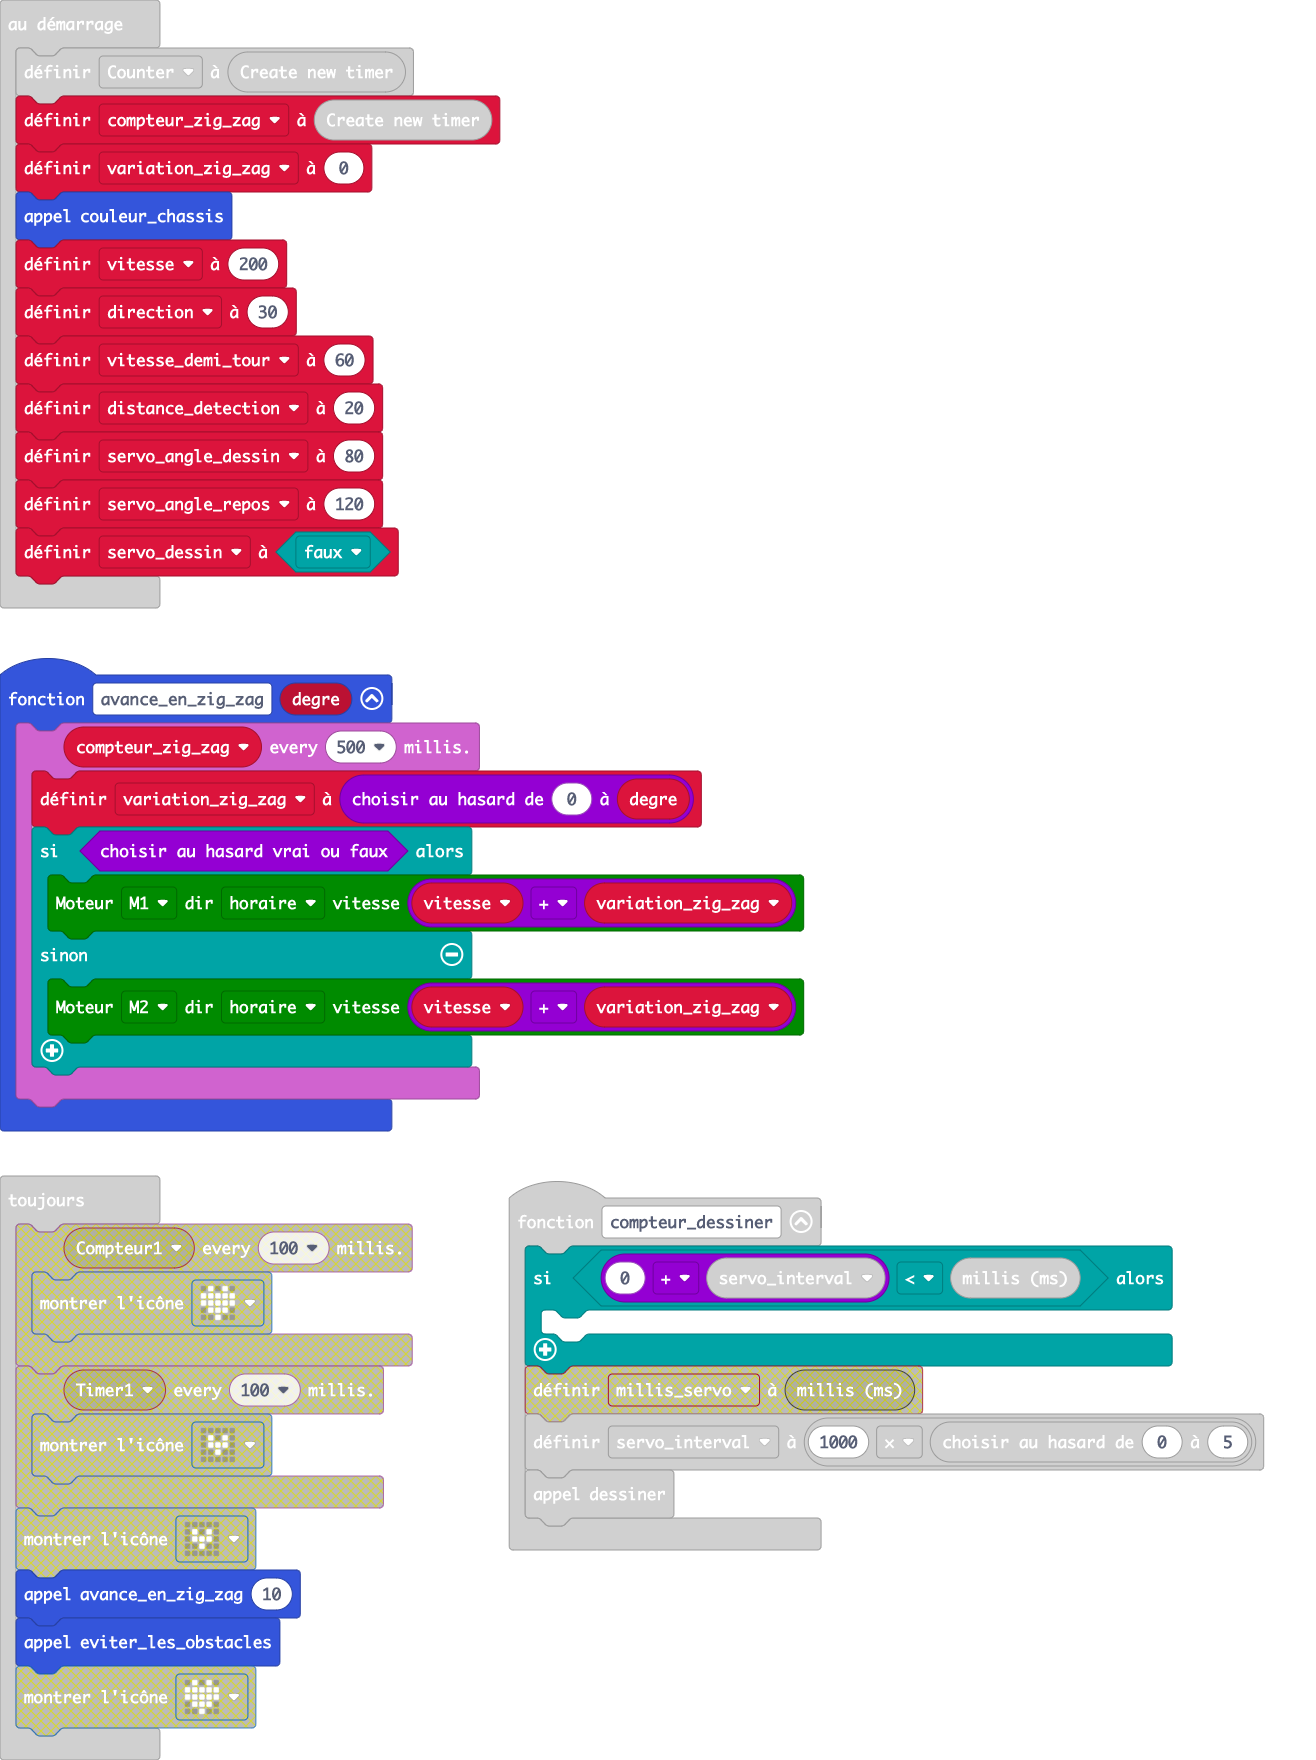 au démarrage
définir Counter à Create new timer
définir compteur_zig_zag à Create new timer
définir variation_zig_zag à 0
appel couleur_chassis
définir vitesse à 200
définir direction à 30
définir vitesse_demi_tour à 60
définir distance_detection à 20
définir servo_angle_dessin à 80
définir servo_angle_repos à 120
définir servo_dessin à faux
fonction avance_en_zig_zag degre
compteur_zig_zag every 500 millis.
définir variation_zig_zag à choisir au hasard de 0 à degre
si choisir au hasard vrai ou faux alors
Moteur M1 dir horaire vitesse vitesse + variation_zig_zag
sinon
Moteur M2 dir horaire vitesse vitesse + variation_zig_zag
toujours
Compteur1 every 100 millis.
montrer l'icône
Timer1 every 100 millis.
montrer l'icône
montrer l'icône
appel avance_en_zig_zag 10
appel eviter_les_obstacles
montrer l'icône
fonction compteur_dessiner
si 0 + servo_interval < millis (ms) alors
définir millis_servo à millis (ms)
définir servo_interval à 1000 × choisir au hasard de 0 à 5
appel dessiner